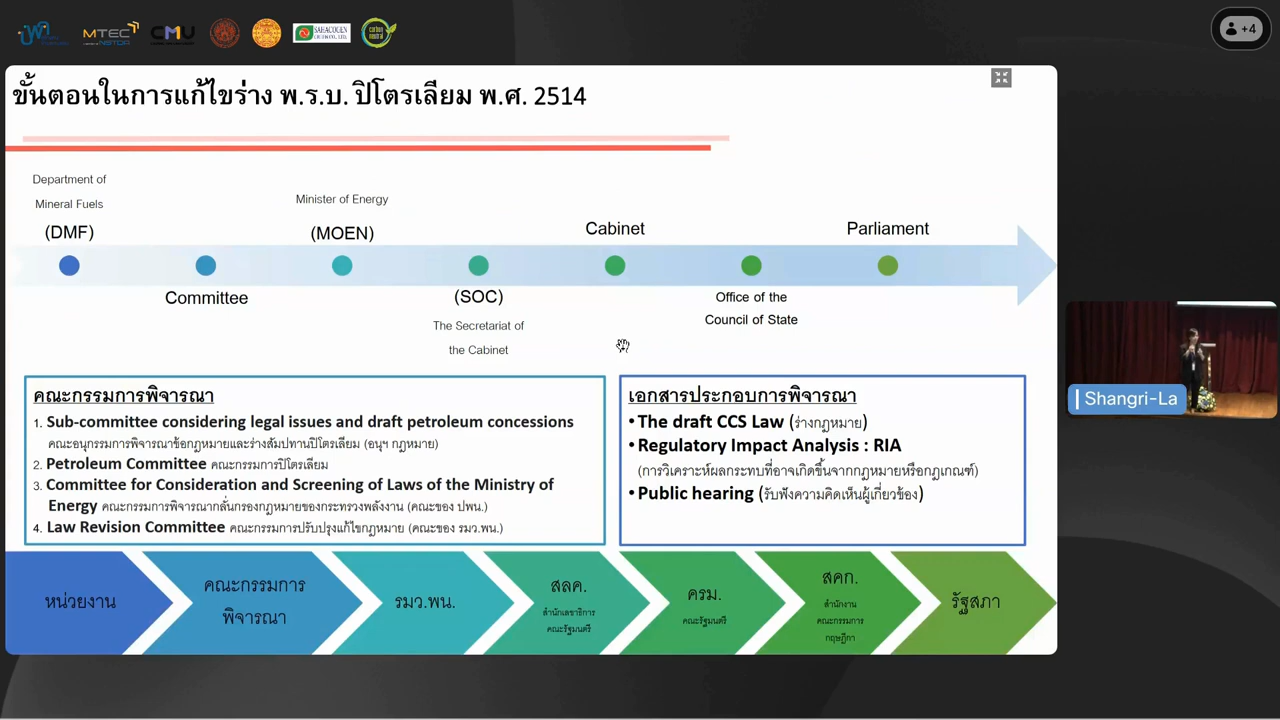 MTEC
CMU
SAHACOGEN
+4
ขั้นตอนในการแก้ไขร่าง พ.ร.บ. ปิโตรเลียม พ.ศ. 2514
Department of
Mineral Fuels
(DMF)
Committee
Minister of Energy
(MOEN)
(SOC)
The Secretariat of
the Cabinet
Cabinet
Office of the
Council of State
Parliament
คณะกรรมการพิจารณา
1. Sub-committee considering legal issues and draft petroleum concessions
คณะอนุกรรมการพิจารณาข้อกฎหมายและร่างสัมปทานปิโตรเลียม (อนุฯ กฎหมาย)
2. Petroleum Committee คณะกรรมการปิโตรเลียม
3. Committee for Consideration and Screening of Laws of the Ministry of
Energy คณะกรรมการพิจารณากลั่นกรองกฎหมายของกระทรวงพลังงาน (คณะของ ปพน.)
4. Law Revision Committee คณะกรรมการปรับปรุงแก้ไขกฎหมาย (คณะของ รมว.พน.)
เอกสารประกอบการพิจารณา
• The draft CCS Law (ร่างกฎหมาย)
• Regulatory Impact Analysis : RIA
(การวิเคราะห์ผลกระทบที่อาจเกิดขึ้นจากกฎหมายหรือกฎเกณฑ์)
• Public hearing (รับฟังความคิดเห็นผู้เกี่ยวข้อง)
หน่วยงาน
คณะกรรมการ
พิจารณา
รมว.พน.
สลค.
สำนักเลขาธิการ
คณะรัฐมนตรี
ครม.
คณะรัฐมนตรี
สคก.
สำนักงาน
คณะกรรมการ
กฤษฎีกา
รัฐสภา
Shangri-La